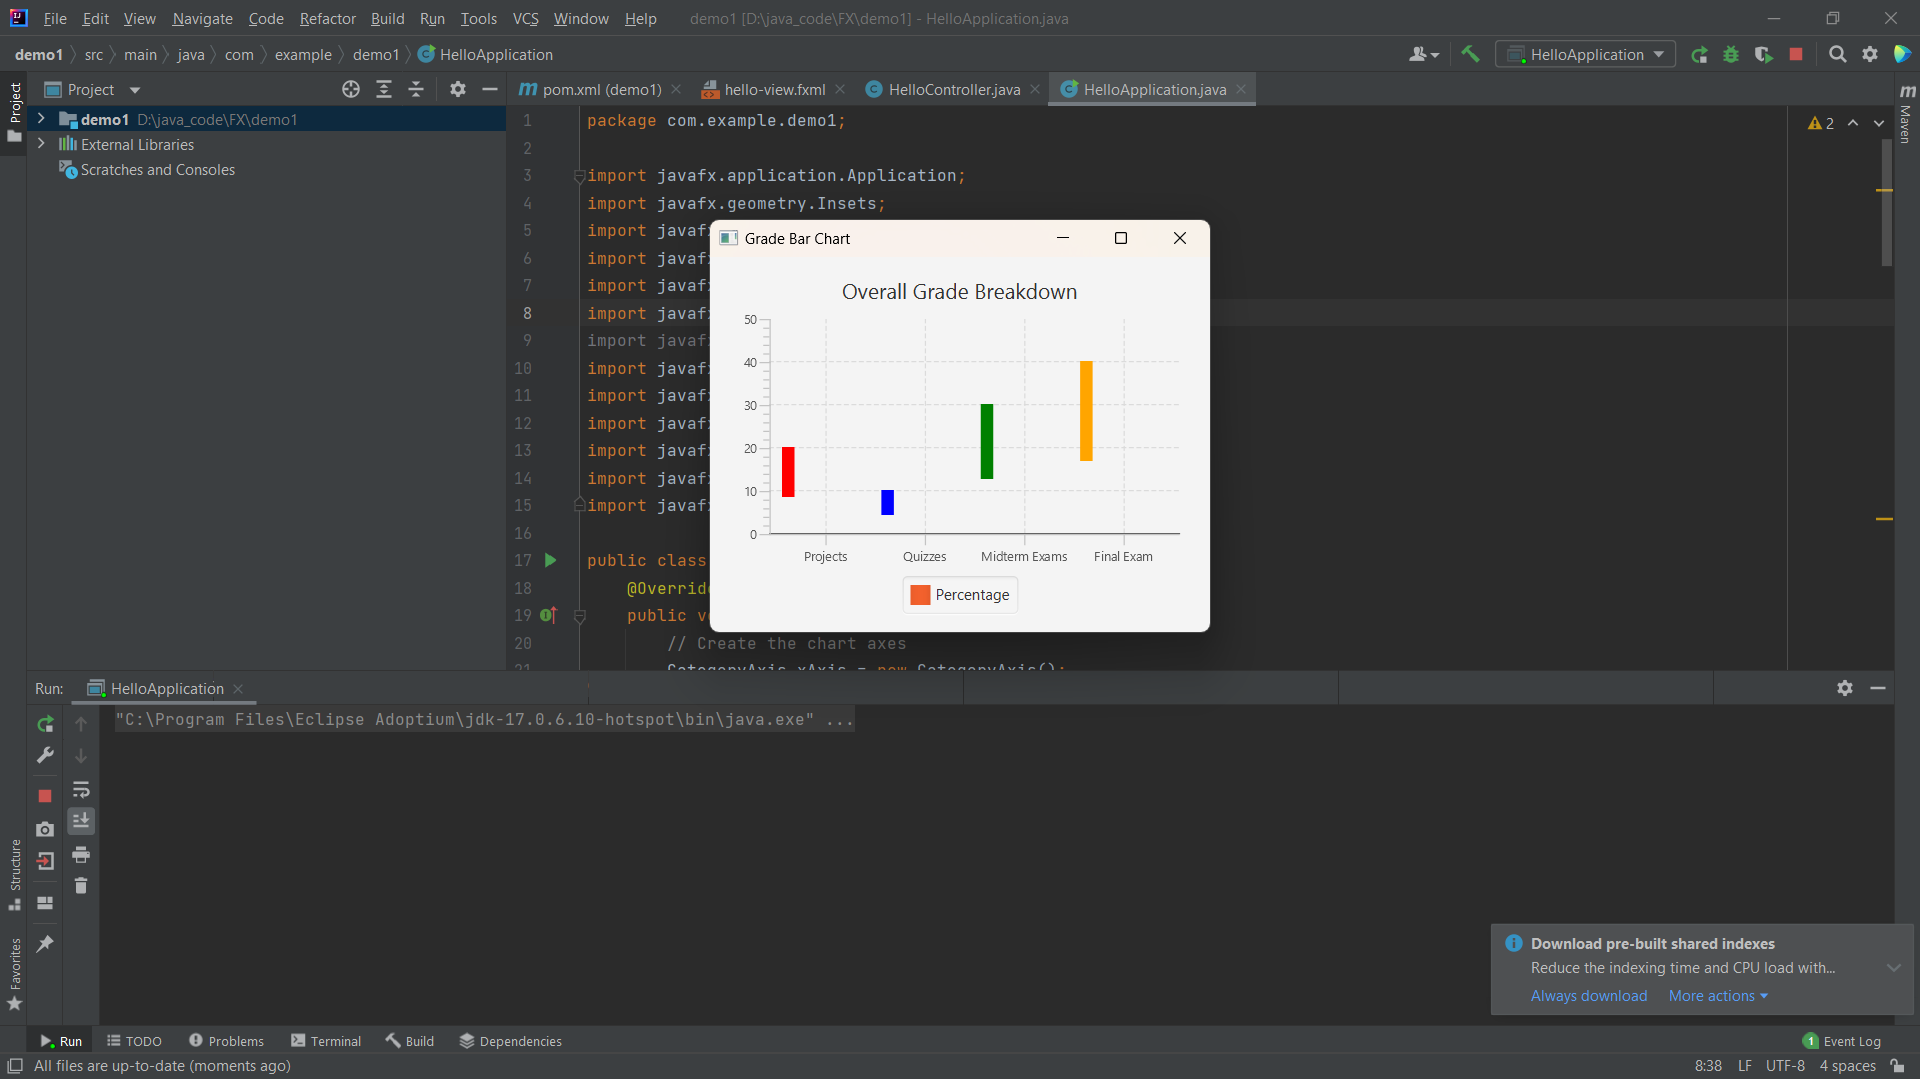 File Edit View Navigate Code Refactor Build Run Tools VCS Window Help demo1 [D:\java_code\FX\demo1] - HelloApplication.java
demo1 src main java com example demo1 HelloApplication
HelloApplication
Project
pom.xml (demo1) hello-view.fxml HelloController.java HelloApplication.java
Project
Maven
demo1 D:\java_code\FX\demo1
External Libraries
Scratches and Consoles
2
1 package com.example.demo1;
2
3 import javafx.application.Application;
4 import javafx.geometry.Insets;
5 import javaf
6 import javaf
7 import javaf
8 import javaf
9 import javaf
10 import javaf
11 import javaf
12 import javaf
13 import javaf
14 import javaf
15 import javaf
16
17 public class
18 @Overrid
19 public v
20 // Create the chart axes
21 CategoryAxis xAxis = new CategoryAxis();
Grade Bar Chart
Overall Grade Breakdown
50
40
30
20
10
0
Projects Quizzes Midterm Exams Final Exam
Percentage
Run: HelloApplication
"C:\Program Files\Eclipse Adoptium\jdk-17.0.6.10-hotspot\bin\java.exe" ...
Structure
Favorites
Download pre-built shared indexes
Reduce the indexing time and CPU load with...
Always download More actions
Run TODO Problems Terminal Build Dependencies
1 Event Log
All files are up-to-date (moments ago)
8:38 LF UTF-8 4 spaces